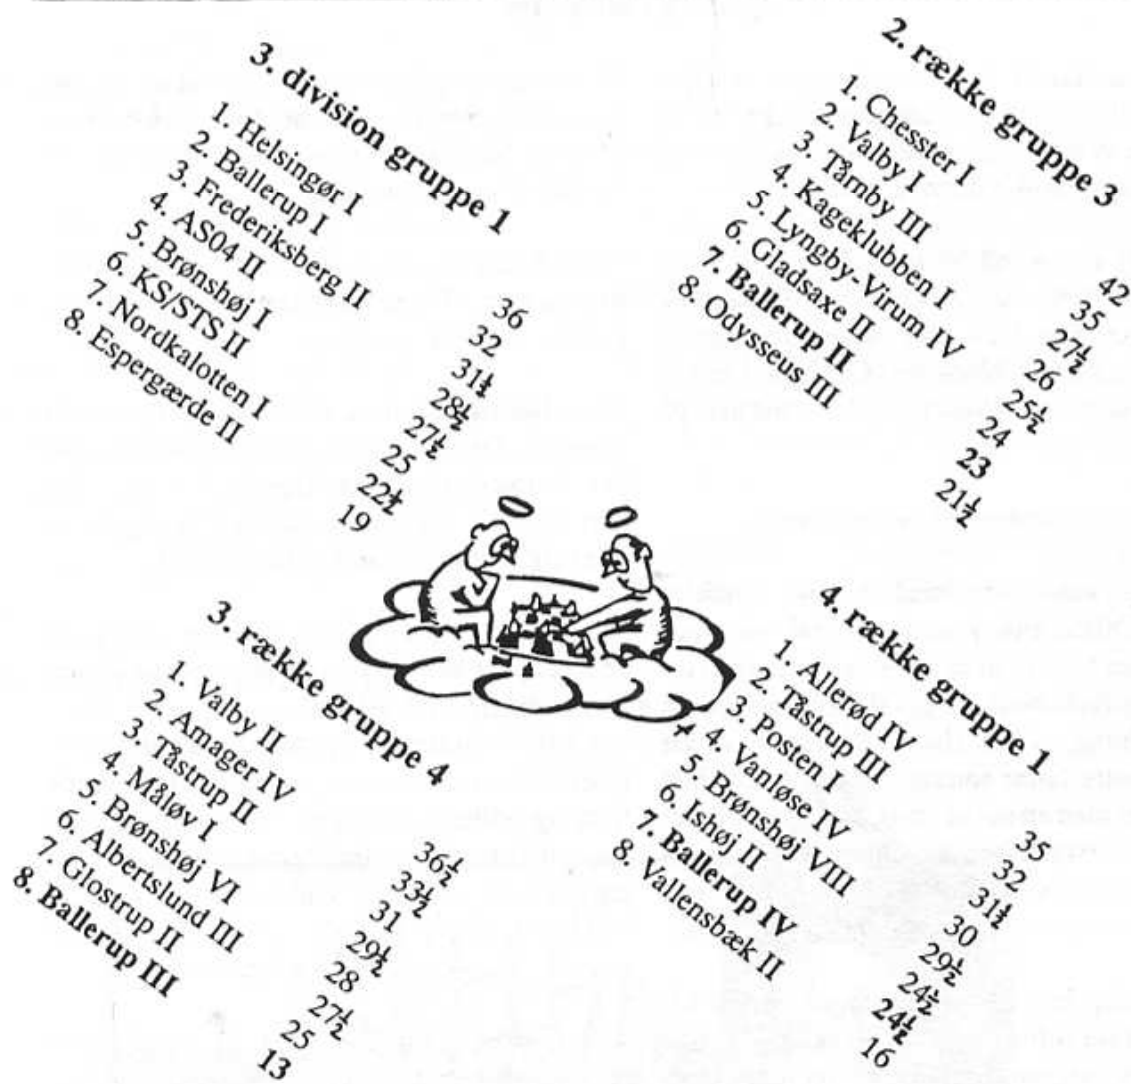 3. division gruppe 1
1. Helsingør I 36
2. Ballerup I 32
3. Frederiksberg II 31½
4. AS04 II 28½
5. Brønshøj I 27½
6. KS/STS II 25
7. Nordkalotten I 22½
8. Espergærde II 19
2. række gruppe 3
1. Chesster I 42
2. Valby I 35
3. Tårnby III 27½
4. Kageklubben I 26
5. Lyngby-Virum IV 25½
6. Gladsaxe II 24
7. Ballerup II 23
8. Odysseus III 21½
3. række gruppe 4
1. Valby II 36½
2. Amager IV 33½
3. Tåstrup II 31
4. Måløv I 29½
5. Brønshøj VI 28
6. Albertslund III 27½
7. Glostrup II 25
8. Ballerup III 13
4. række gruppe 1
1. Allerød IV 35
2. Tåstrup III 32
3. Posten I 31½
4. Vanløse IV 30
5. Brønshøj VIII 29½
6. Ishøj II 24½
7. Ballerup IV 24½
8. Vallensbæk II 16